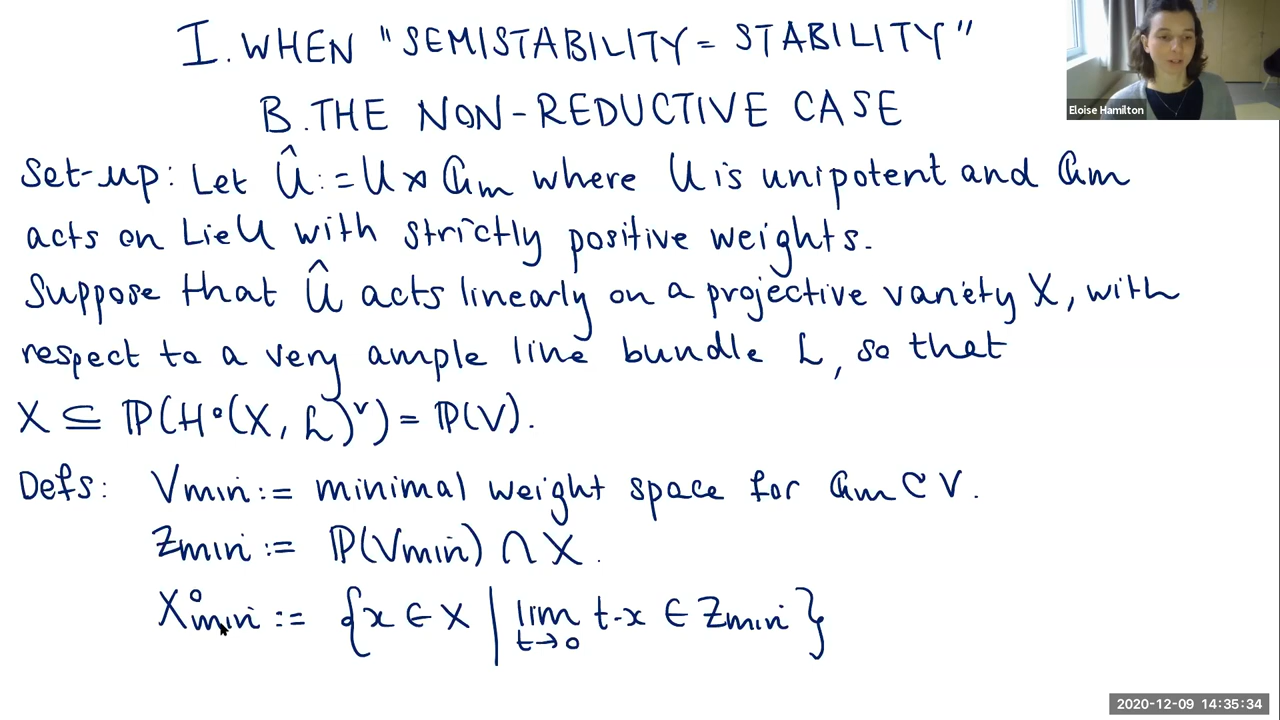 I. WHEN "SEMISTABILITY = STABILITY"
B. THE NON-REDUCTIVE CASE
Eloise Hamilton
Set-up: Let Û := U ⋊ 𝔾m where U is unipotent and 𝔾m
acts on Lie U with strictly positive weights.
Suppose that Û acts linearly on a projective variety X, with
respect to a very ample line bundle L, so that
X ⊆ ℙ(H⁰(X, L)ᵛ) = ℙ(V).
Defs: Vmin := minimal weight space for 𝔾m ↻ V.
Zmin := ℙ(Vmin) ∩ X.
X⁰min := {x ∈ X | lim t→0 t·x ∈ Zmin}
2020-12-09 14:35:34